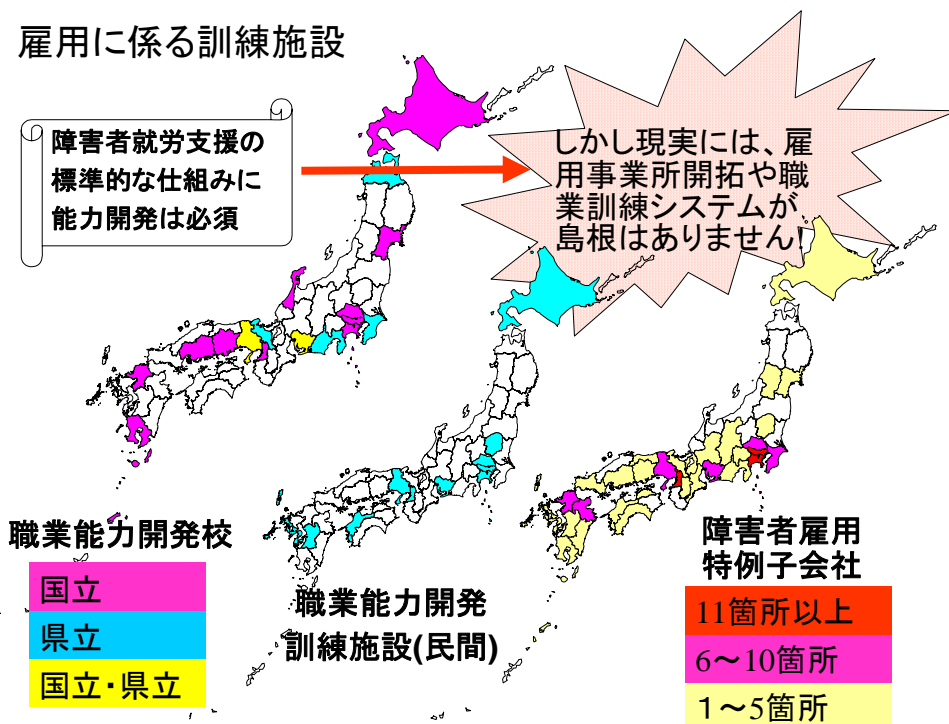 雇用に係る訓練施設
障害者就労支援の
標準的な仕組みに
能力開発は必須
しかし現実には、雇
用事業所開拓や職
業訓練システムが
島根はありません!
職業能力開発校
国立
県立
国立・県立
職業能力開発
訓練施設(民間)
障害者雇用
特例子会社
11箇所以上
6～10箇所
１～5箇所